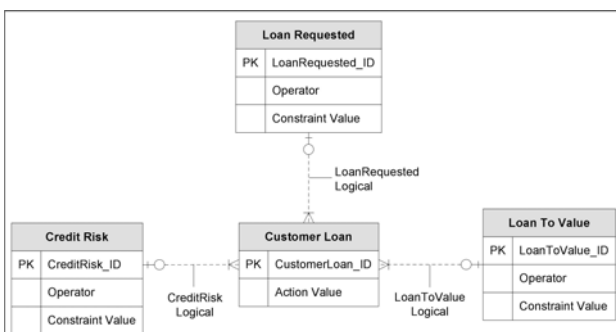 Loan Requested
PK LoanRequested_ID
Operator
Constraint Value
LoanRequested
Logical
Credit Risk
PK CreditRisk_ID
Operator
Constraint Value
CreditRisk
Logical
Customer Loan
PK CustomerLoan_ID
Action Value
LoanToValue
Logical
Loan To Value
PK LoanToValue_ID
Operator
Constraint Value